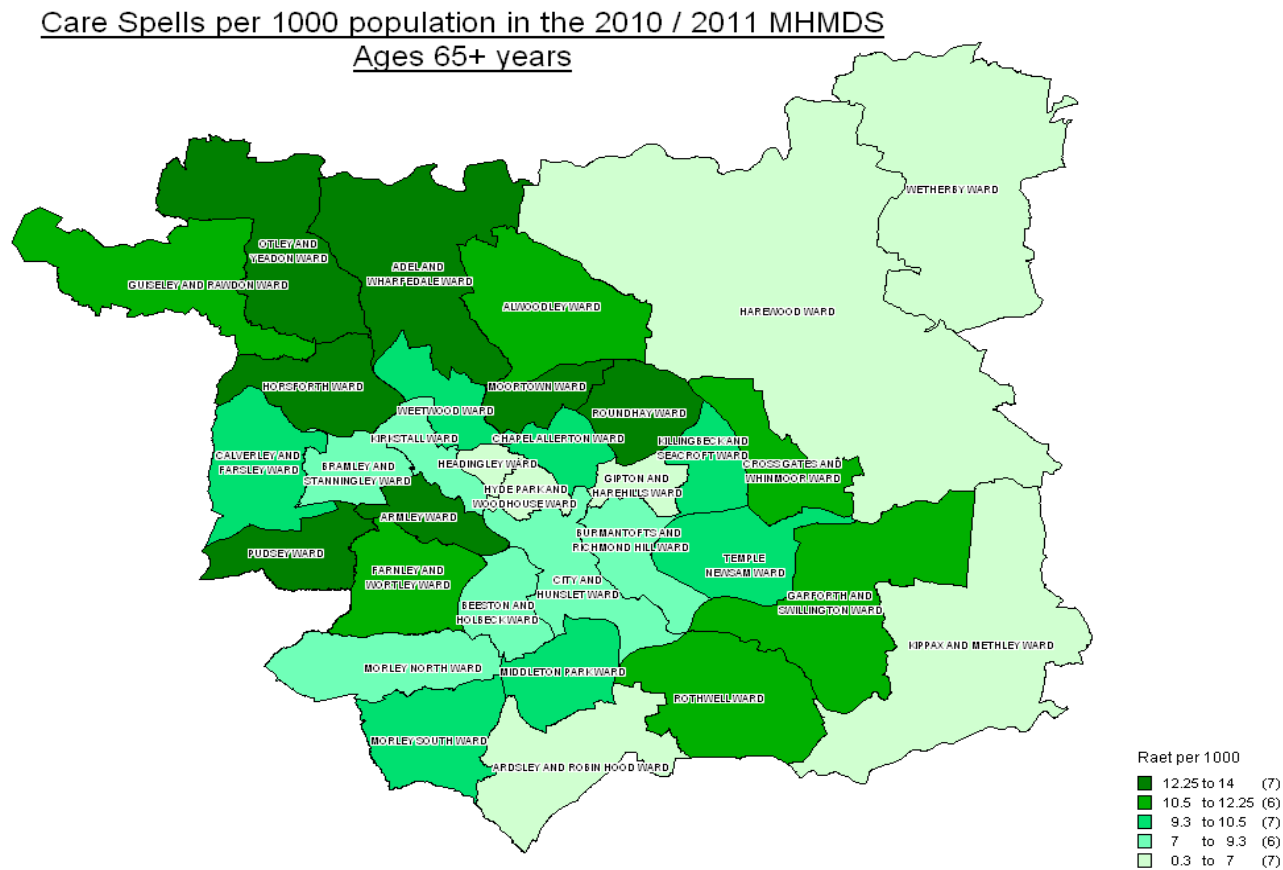 Care Spells per 1000 population in the 2010 / 2011 MHMDS
Ages 65+ years
WETHERBY WARD
OTLEY AND
YEADON WARD
ADEL AND
WHARFEDALE WARD
GUISELEY AND RAWDON WARD
ALWOODLEY WARD
HAREWOOD WARD
HORSFORTH WARD
MOORTOWN WARD
WEETWOOD WARD
ROUNDHAY WARD
KIRKSTALL WARD
CHAPEL ALLERTON WARD
KILLINGBECK AND
SEACROFT WARD
CALVERLEY AND
FARSLEY WARD
BRAMLEY AND
STANNINGLEY WARD
HEADINGLEY WARD
CROSS GATES AND
WHINMOOR WARD
GIPTON AND
HAREHILLS WARD
HYDE PARK AND
WOODHOUSE WARD
ARMLEY WARD
BURMANTOFTS AND
RICHMOND HILL WARD
PUDSEY WARD
TEMPLE
NEWSAM WARD
FARNLEY AND
WORTLEY WARD
CITY AND
HUNSLET WARD
GARFORTH AND
SWILLINGTON WARD
BEESTON AND
HOLBECK WARD
KIPPAX AND METHLEY WARD
MORLEY NORTH WARD
MIDDLETON PARK WARD
ROTHWELL WARD
MORLEY SOUTH WARD
ARDSLEY AND ROBIN HOOD WARD
Raet per 1000
12.25 to 14 (7)
10.5 to 12.25 (6)
9.3 to 10.5 (7)
7 to 9.3 (6)
0.3 to 7 (7)